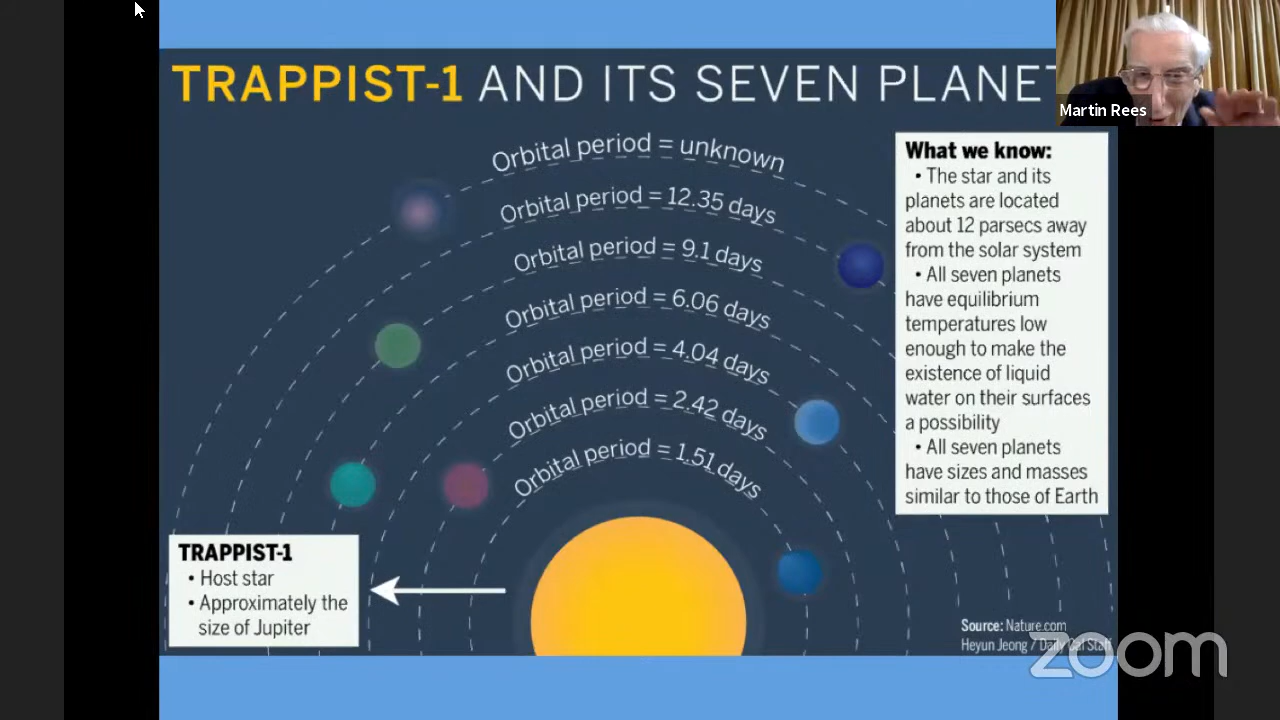 TRAPPIST-1 AND ITS SEVEN PLANE
Martin Rees
Orbital period = unknown
Orbital period = 12.35 days
Orbital period = 9.1 days
Orbital period = 6.06 days
Orbital period = 4.04 days
Orbital period = 2.42 days
Orbital period = 1.51 days
What we know:
• The star and its
planets are located
about 12 parsecs away
from the solar system
• All seven planets
have equilibrium
temperatures low
enough to make the
existence of liquid
water on their surfaces
a possibility
• All seven planets
have sizes and masses
similar to those of Earth
TRAPPIST-1
• Host star
• Approximately the
size of Jupiter
Source: Nature.com
Heyun Jeong / Daily Cal Staff
zoom